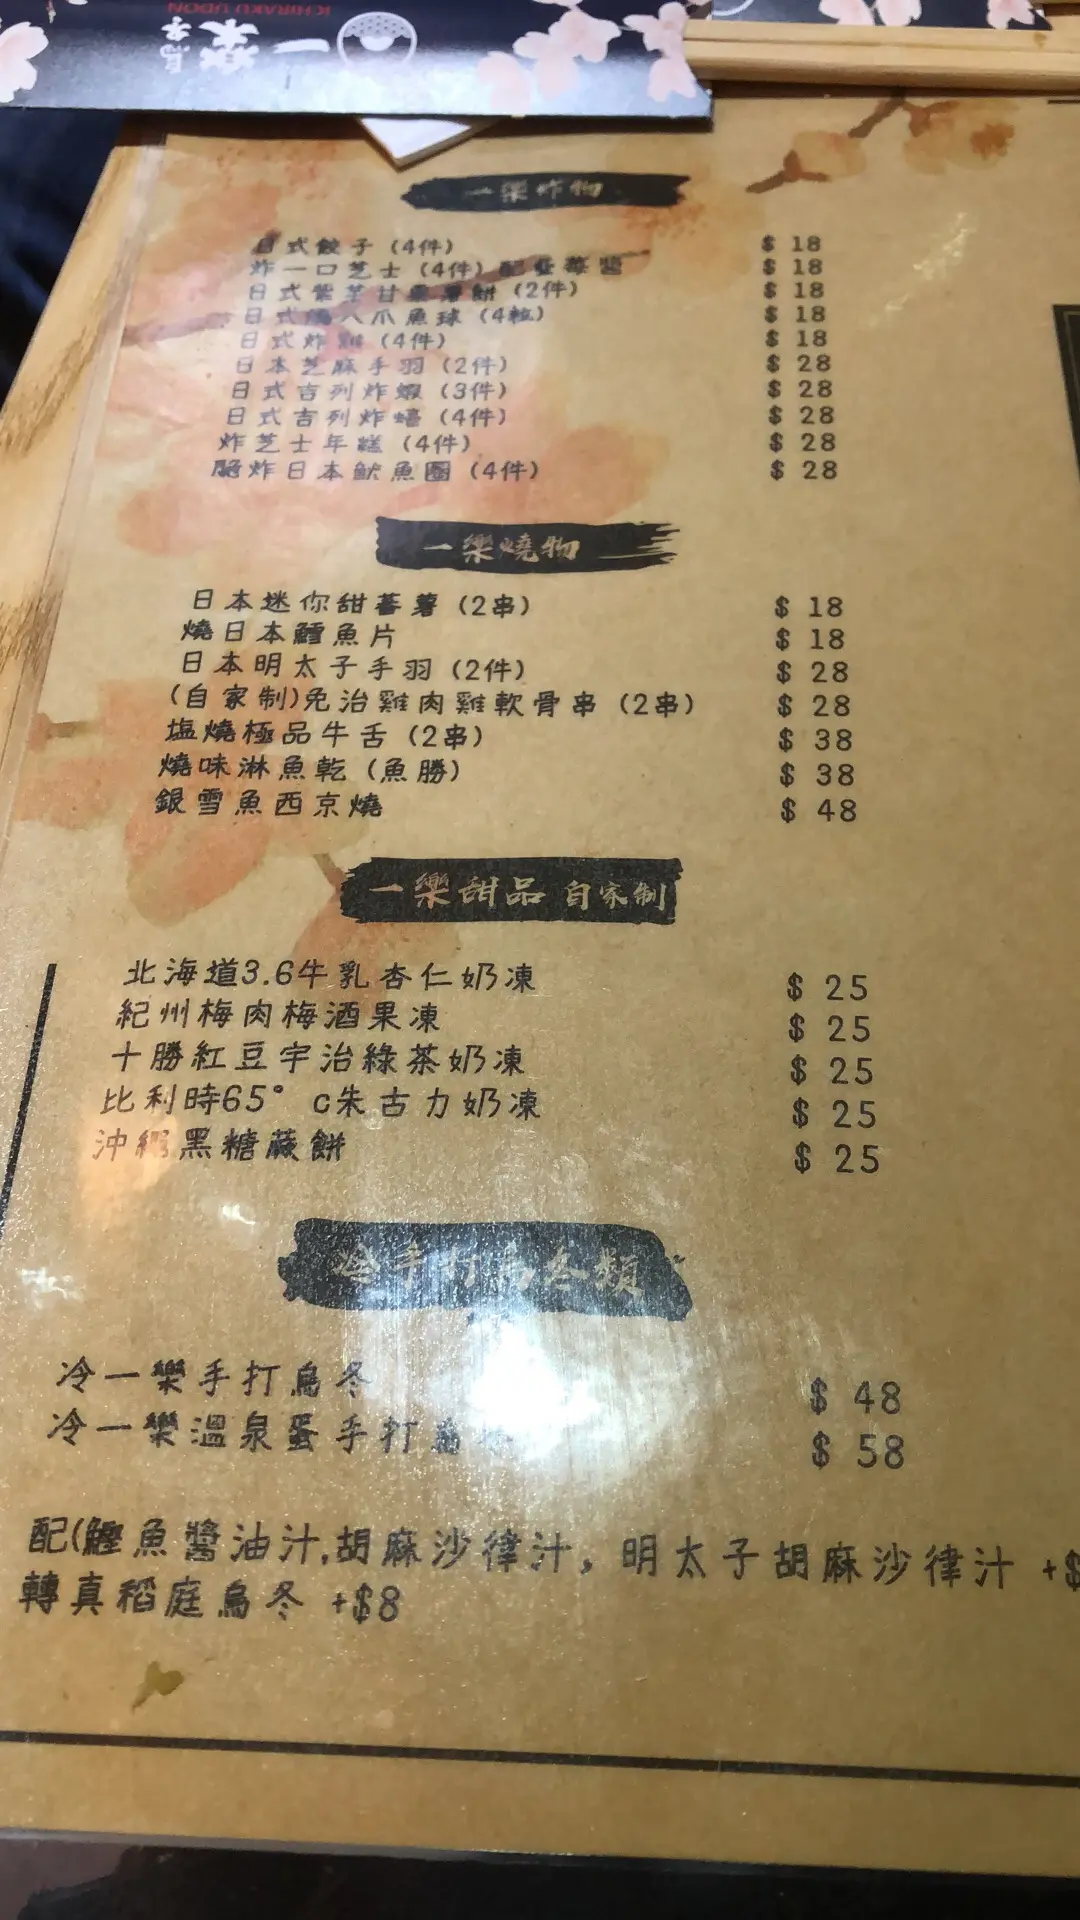 一樂烏冬
ICHIRAKU UDON
一樂炸物
日式餃子 (4件) $ 18
炸一口芝士 (4件) 配藍莓醬 $ 18
日式紫芋甘栗薯餅 (2件) $ 18
日式燒八爪魚球 (4粒) $ 18
日式炸雞 (4件) $ 18
日本芝麻手羽 (2件) $ 28
日式吉列炸蝦 (3件) $ 28
日式吉列炸蠔 (4件) $ 28
炸芝士年糕 (4件) $ 28
脆炸日本魷魚圈 (4件) $ 28
一樂燒物
日本迷你甜蕃薯 (2串) $ 18
燒日本鱈魚片 $ 18
日本明太子手羽 (2件) $ 28
(自家制)免治雞肉雞軟骨串 (2串) $ 28
塩燒極品牛舌 (2串) $ 38
燒味淋魚乾 (魚勝) $ 38
銀雪魚西京燒 $ 48
一樂甜品 自家制
北海道3.6牛乳杏仁奶凍 $ 25
紀州梅肉梅酒果凍 $ 25
十勝紅豆宇治綠茶奶凍 $ 25
比利時65°c朱古力奶凍 $ 25
沖繩黑糖蕨餅 $ 25
冷手打烏冬類
冷一樂手打烏冬 $ 48
冷一樂溫泉蛋手打烏 $ 58
配(鰹魚醬油汁,胡麻沙律汁, 明太子胡麻沙律汁 +$
轉真稻庭烏冬 +$8